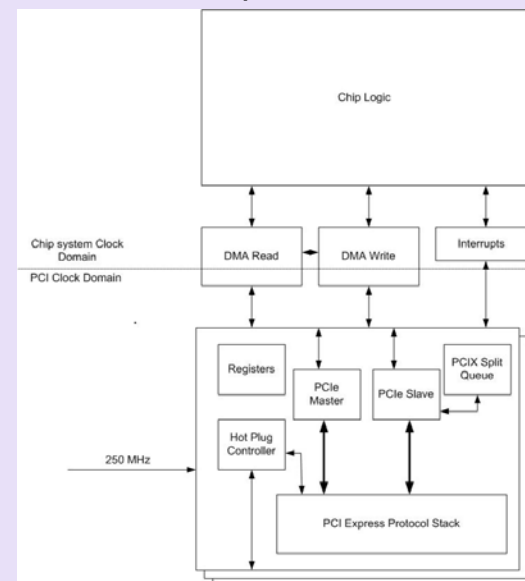 Chip Logic
Chip system Clock
Domain
PCI Clock Domain
DMA Read
DMA Write
Interrupts
Registers
PCIe
Master
PCIe Slave
PCIX Split
Queue
Hot Plug
Controller
250 MHz
PCI Express Protocol Stack